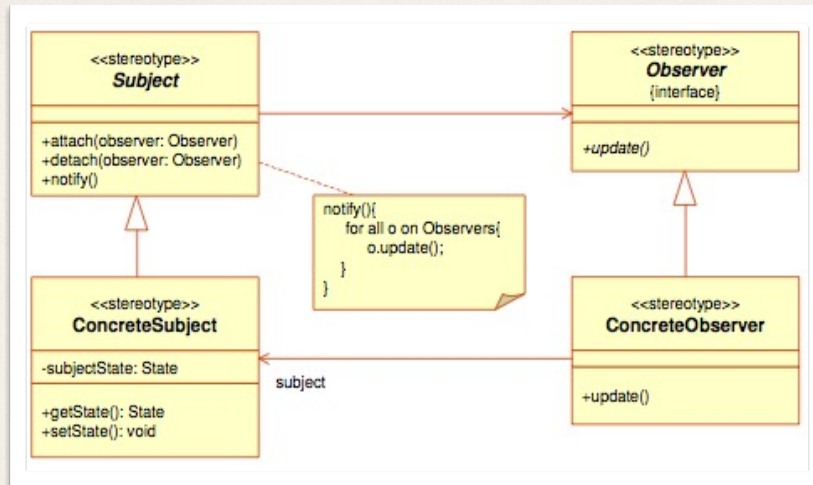 <<stereotype>>
Subject
+attach(observer: Observer)
+detach(observer: Observer)
+notify()
<<stereotype>>
Observer
{interface}
+update()
notify(){
for all o on Observers{
o.update();
}
}
<<stereotype>>
ConcreteSubject
-subjectState: State
+getState(): State
+setState(): void
subject
<<stereotype>>
ConcreteObserver
+update()